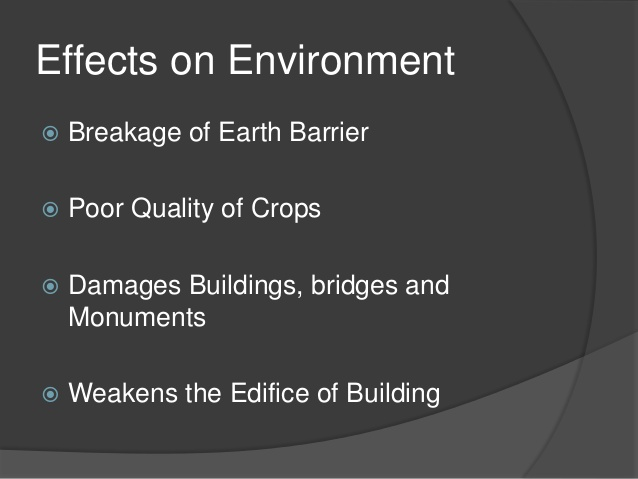 Effects on Environment
Breakage of Earth Barrier
Poor Quality of Crops
Damages Buildings, bridges and
Monuments
Weakens the Edifice of Building